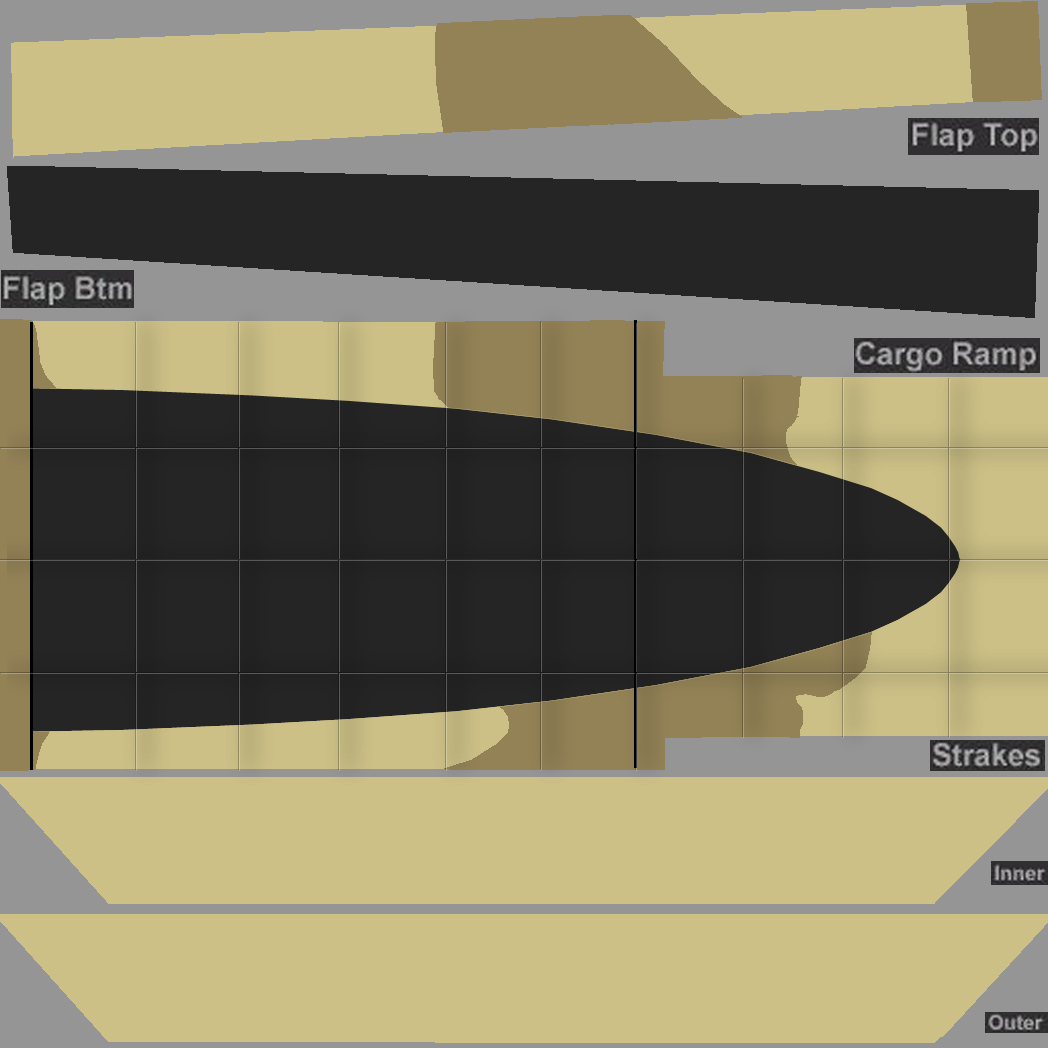 Flap Top
Flap Btm
Cargo Ramp
Strakes
Inner
Outer